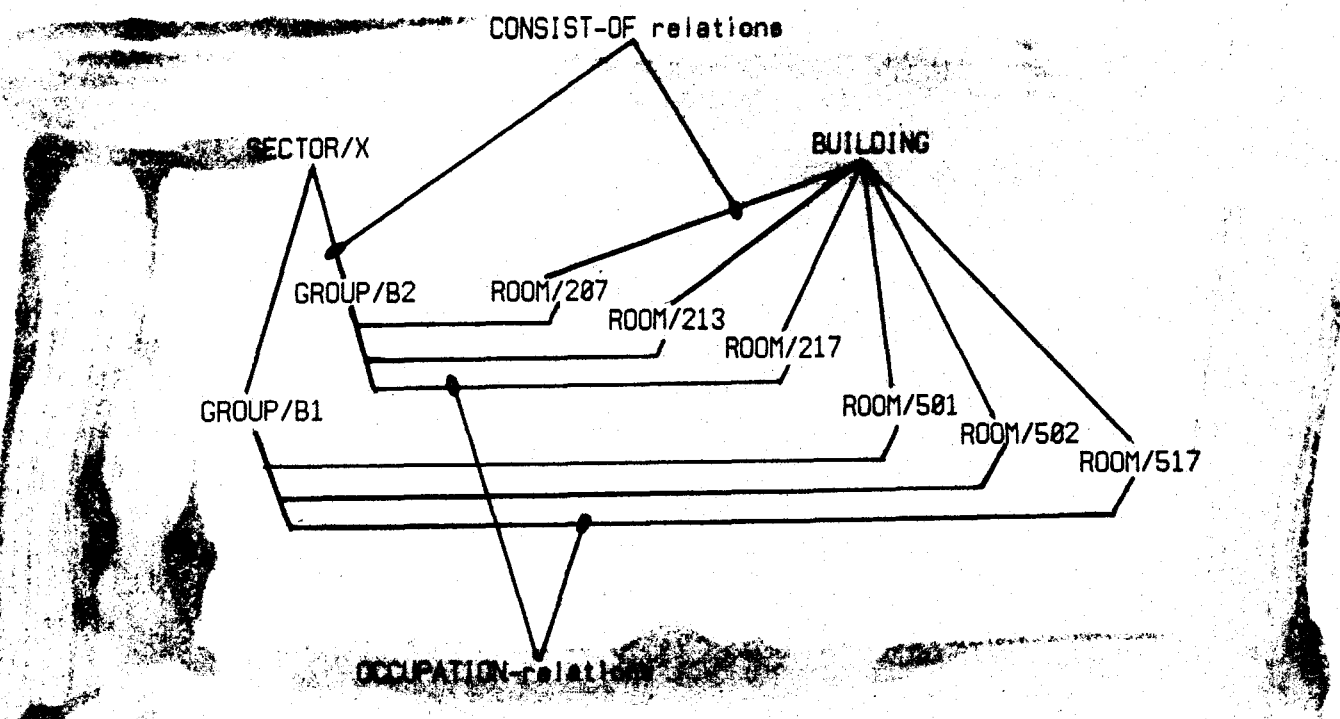 CONSIST-OF relations
SECTOR/X
BUILDING
GROUP/B2
ROOM/207
ROOM/213
ROOM/217
GROUP/B1
ROOM/501
ROOM/502
ROOM/517
OCCUPATION-relations